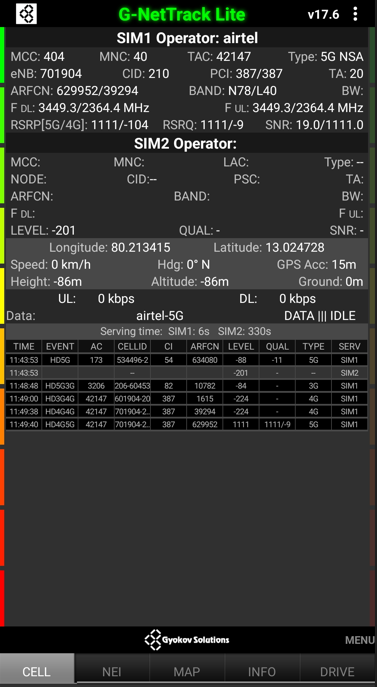 G-NetTrack Lite v17.6
SIM1 Operator: airtel
MCC: 404 MNC: 40 TAC: 42147 Type: 5G NSA
eNB: 701904 CID: 210 PCI: 387/387 TA: 20
ARFCN: 629952/39294 BAND: N78/L40 BW:
F DL: 3449.3/2364.4 MHz F UL: 3449.3/2364.4 MHz
RSRP[5G/4G]: 1111/-104 RSRQ: 1111/-9 SNR: 19.0/1111.0
SIM2 Operator:
MCC: MNC: LAC: Type: --
NODE: CID:-- PSC: TA:
ARFCN: BAND: BW:
F DL: F UL:
LEVEL: -201 QUAL: - SNR: -
Longitude: 80.213415 Latitude: 13.024728
Speed: 0 km/h Hdg: 0° N GPS Acc: 15m
Height: -86m Altitude: -86m Ground: 0m
UL: 0 kbps DL: 0 kbps
Data: airtel-5G DATA ||| IDLE
Serving time: SIM1: 6s SIM2: 330s
TIME EVENT AC CELLID CI ARFCN LEVEL QUAL TYPE SERV
11:43:53 HD5G 173 534496-2 54 634080 -88 -11 5G SIM1
11:43:53 -- -201 - -- SIM2
11:48:48 HD5G3G 3206 206-60453 82 10782 -84 - 3G SIM1
11:49:00 HD3G4G 42147 601904-20 387 1615 -224 - 4G SIM1
11:49:38 HD4G4G 42147 701904-2.. 387 39294 -224 - 4G SIM1
11:49:40 HD4G5G 42147 701904-2.. 387 629952 1111 1111/-9 5G SIM1
Gyokov Solutions MENU
CELL NEI MAP INFO DRIVE